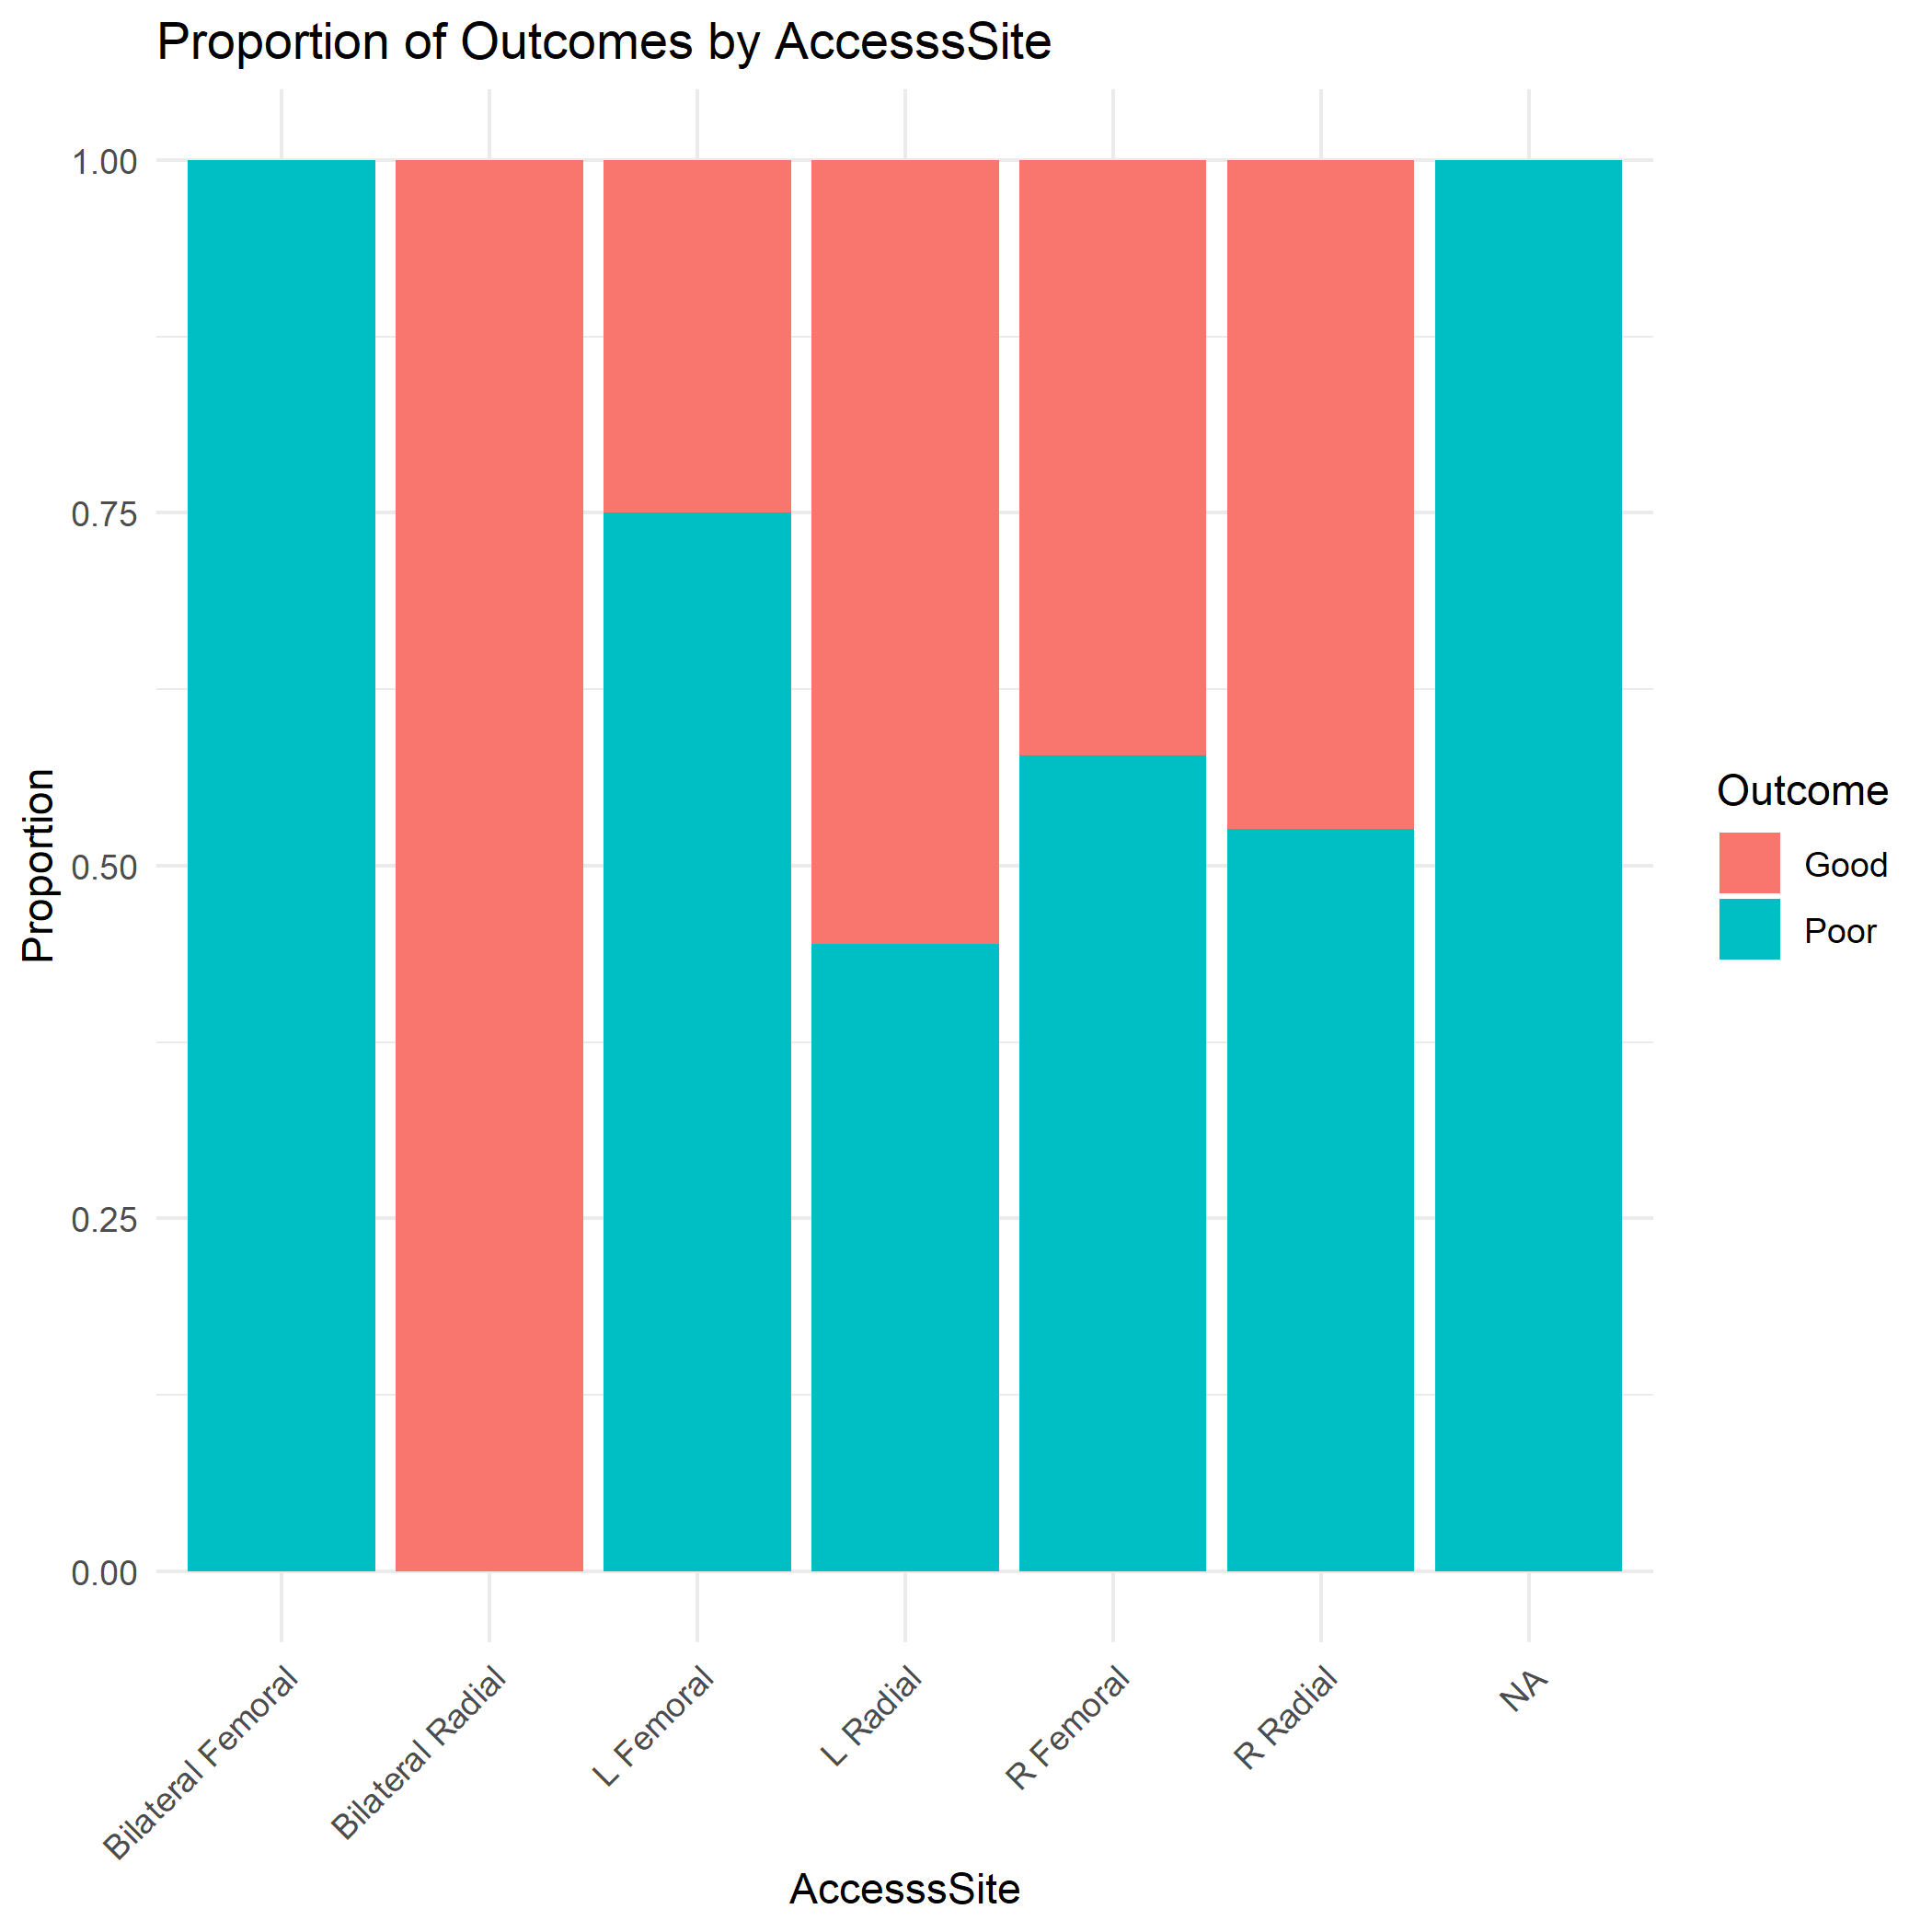 Proportion of Outcomes by AccesssSite
1.00
0.75
0.50
0.25
0.00
Proportion
Bilateral Femoral
Bilateral Radial
L Femoral
L Radial
R Femoral
R Radial
NA
AccesssSite
Outcome
Good
Poor